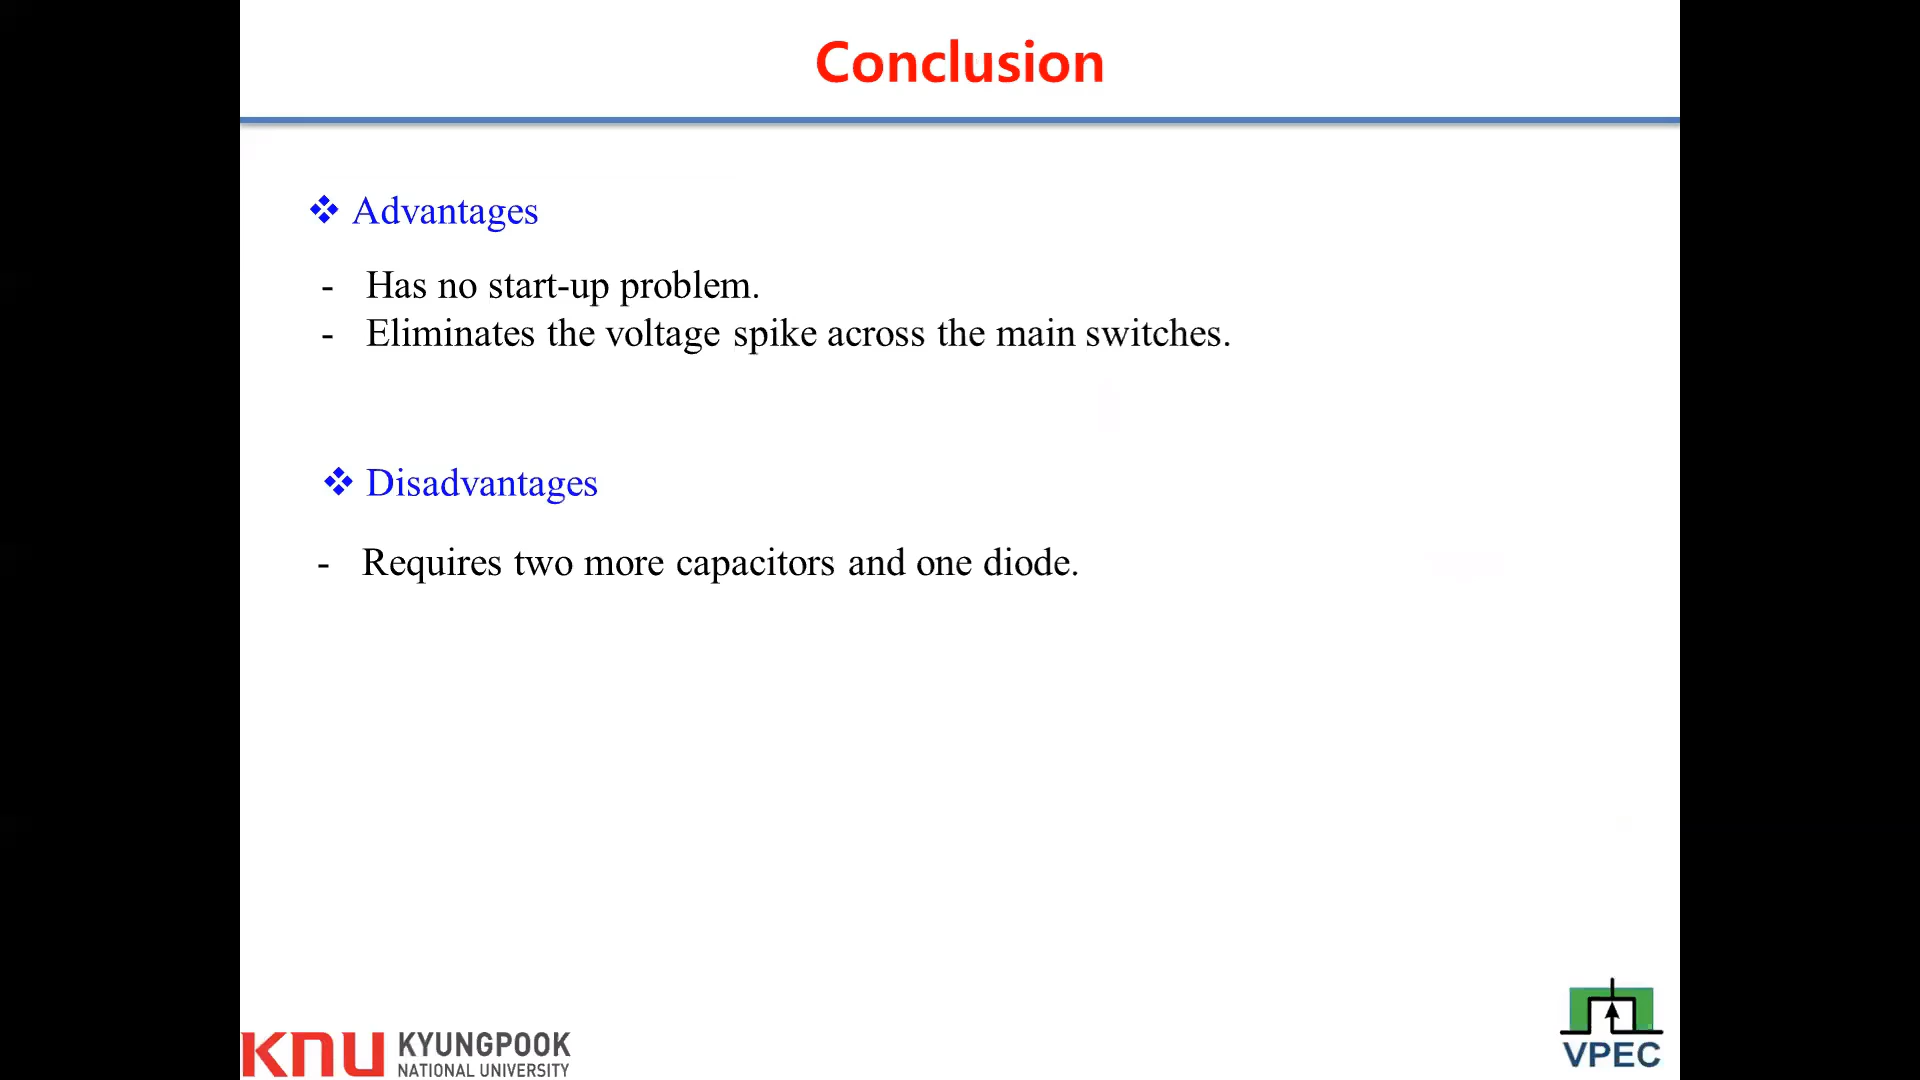 Conclusion
❖ Advantages
- Has no start-up problem.
- Eliminates the voltage spike across the main switches.
❖ Disadvantages
- Requires two more capacitors and one diode.
KNU KYUNGPOOK
NATIONAL UNIVERSITY
VPEC